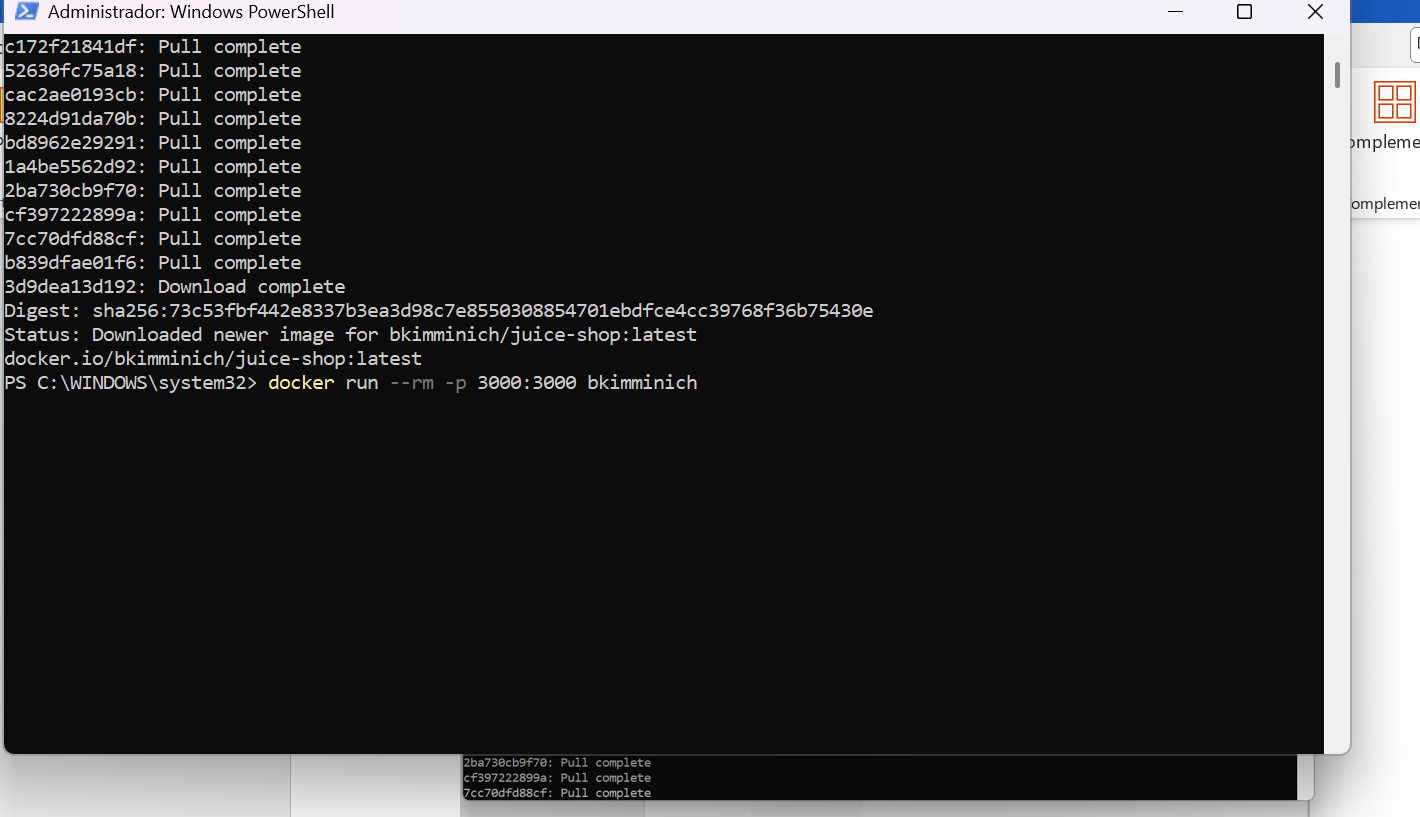 Administrador: Windows PowerShell
c172f21841df: Pull complete
52630fc75a18: Pull complete
cac2ae0193cb: Pull complete
8224d91da70b: Pull complete
bd8962e29291: Pull complete
1a4be5562d92: Pull complete
2ba730cb9f70: Pull complete
cf397222899a: Pull complete
7cc70dfd88cf: Pull complete
b839dfae01f6: Pull complete
3d9dea13d192: Download complete
Digest: sha256:73c53fbf442e8337b3ea3d98c7e8550308854701ebdfce4cc39768f36b75430e
Status: Downloaded newer image for bkimminich/juice-shop:latest
docker.io/bkimminich/juice-shop:latest
PS C:\WINDOWS\system32> docker run --rm -p 3000:3000 bkimminich
ompleme
omplemer
2ba730cb9f70: Pull complete
cf397222899a: Pull complete
7cc70dfd88cf: Pull complete